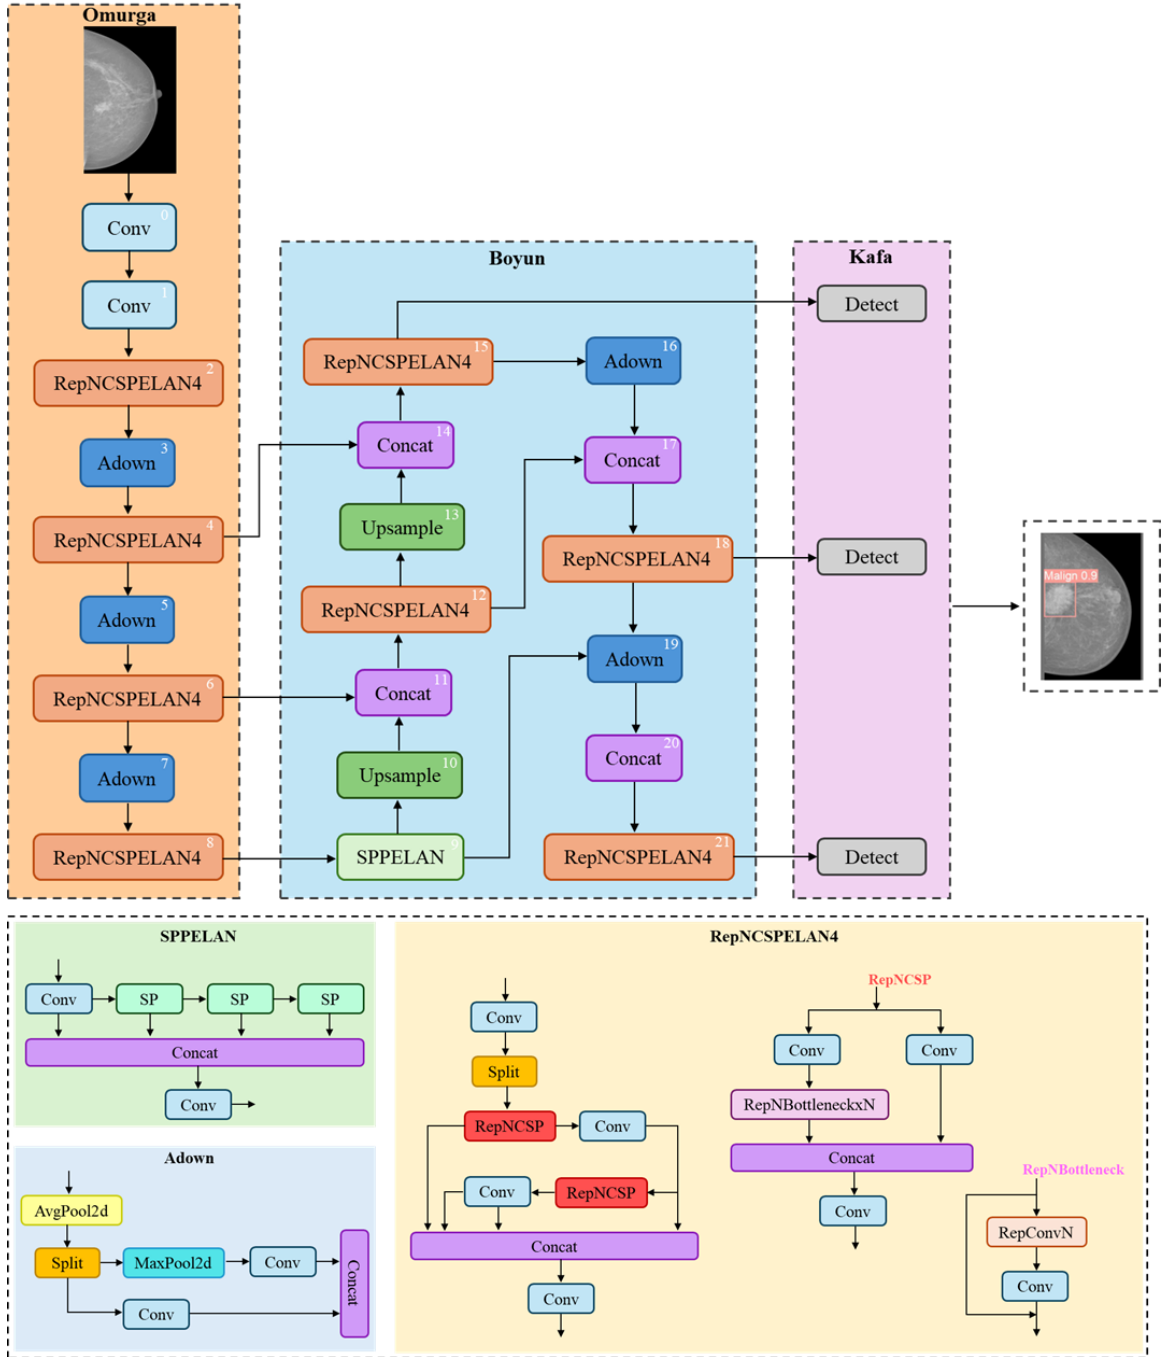 Omurga
Conv 0
Conv 1
RepNCSPELAN4 2
Adown 3
RepNCSPELAN4 4
Adown 5
RepNCSPELAN4 6
Adown 7
RepNCSPELAN4 8
Boyun
RepNCSPELAN4 15
Concat 14
Upsample 13
RepNCSPELAN4 12
Concat 11
Upsample 10
SPPELAN 9
Adown 16
Concat 17
RepNCSPELAN4 18
Adown 19
Concat 20
RepNCSPELAN4 21
Kafa
Detect
Detect
Detect
Malign 0.9
SPPELAN
Conv SP SP SP
Concat
Conv
Adown
AvgPool2d
Split MaxPool2d Conv
Conv
Concat
RepNCSPELAN4
Conv
Split
RepNCSP Conv
Conv RepNCSP
Concat
Conv
RepNCSP
Conv Conv
RepNBottleneckxN
Concat
Conv
RepNBottleneck
RepConvN
Conv